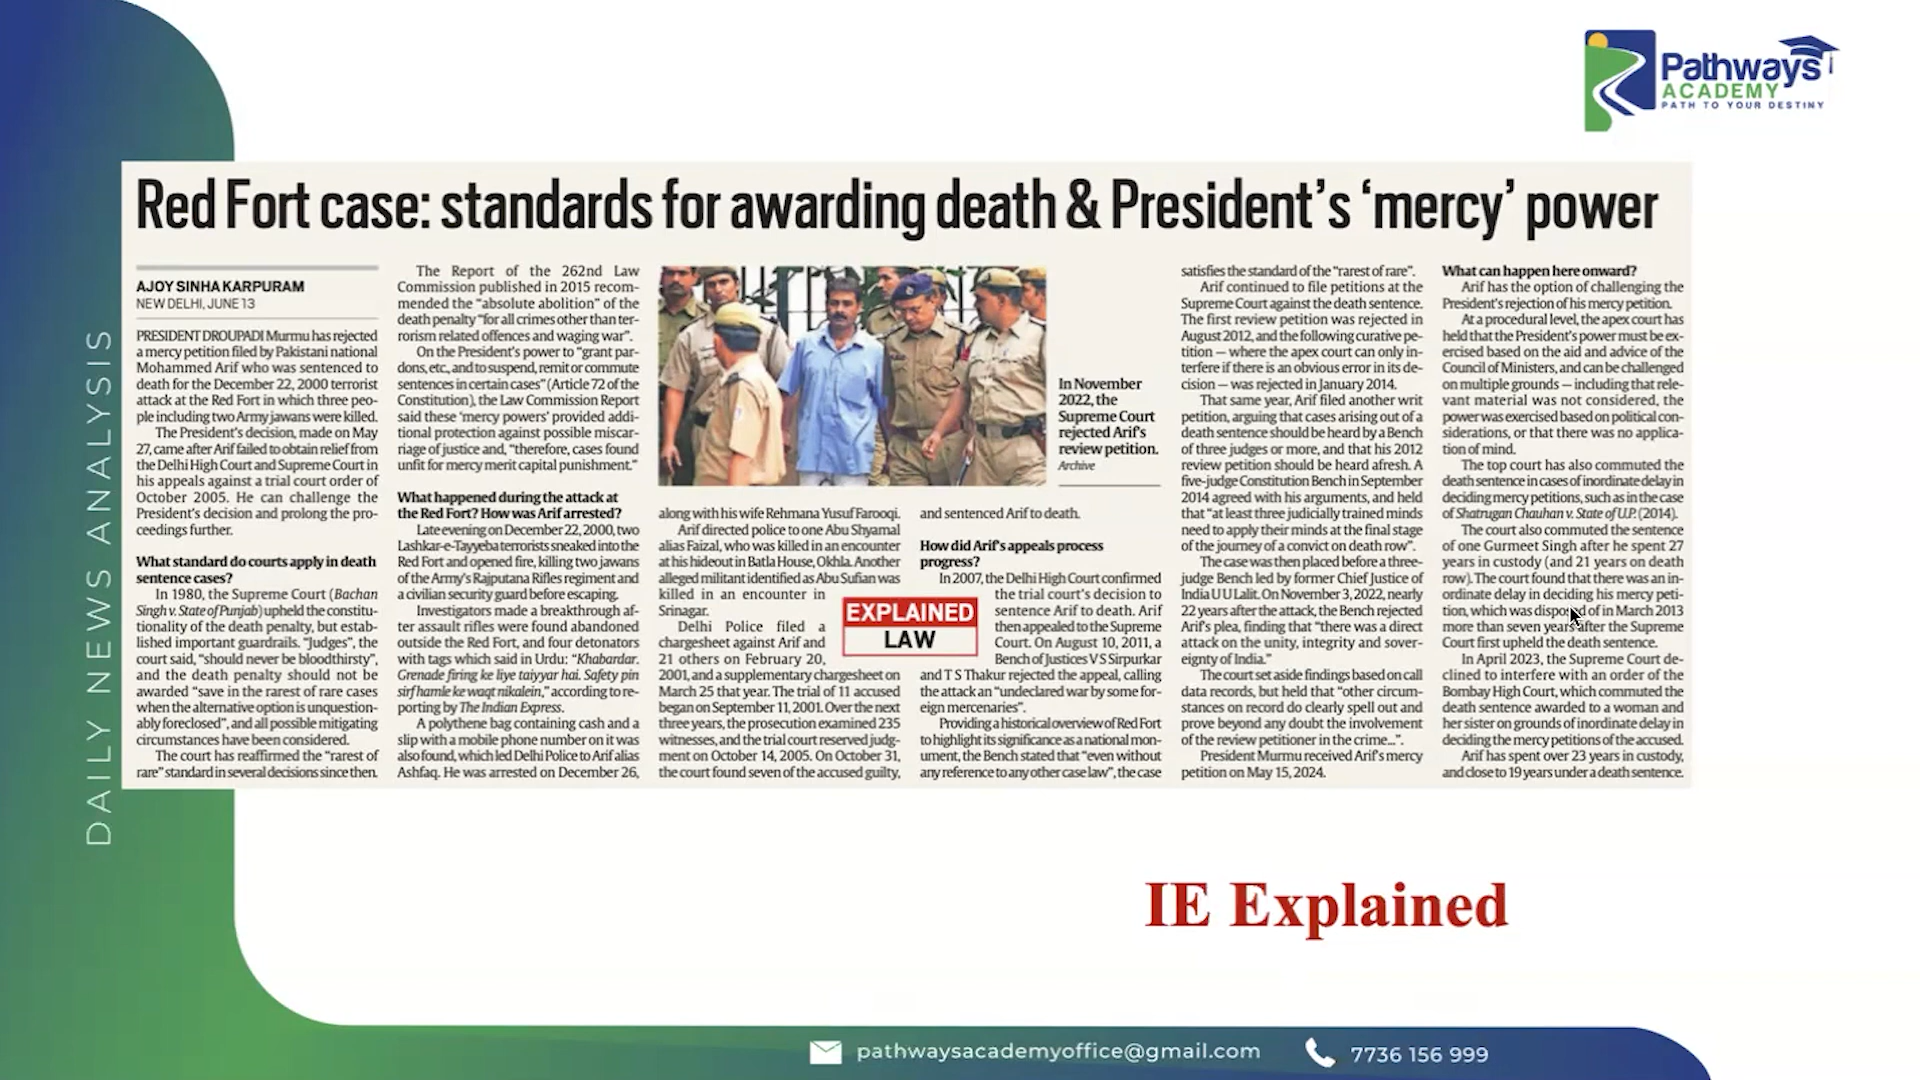 Pathways
ACADEMY
PATH TO YOUR DESTINY
DAILY NEWS ANALYSIS
Red Fort case: standards for awarding death & President's 'mercy' power
AJOY SINHA KARPURAM
NEW DELHI, JUNE 13
PRESIDENT DROUPADI Murmu has rejected
a mercy petition filed by Pakistani national
Mohammed Arif who was sentenced to
death for the December 22, 2000 terrorist
attack at the Red Fort in which three peo-
ple including two Army jawans were killed.
The President's decision, made on May
27, came after Arif failed to obtain relief from
the Delhi High Court and Supreme Court in
his appeals against a trial court order of
October 2005. He can challenge the
President's decision and prolong the pro-
ceedings further.
What standard do courts apply in death
sentence cases?
In 1980, the Supreme Court (Bachan
Singh v. State of Punjab) upheld the constitu-
tionality of the death penalty, but estab-
lished important guardrails. "Judges", the
court said, "should never be bloodthirsty",
and the death penalty should not be
awarded "save in the rarest of rare cases
when the alternative option is unquestion-
ably foreclosed", and all possible mitigating
circumstances have been considered.
The court has reaffirmed the "rarest of
rare" standard in several decisions since then.
The Report of the 262nd Law
Commission published in 2015 recom-
mended the "absolute abolition" of the
death penalty "for all crimes other than ter-
rorism related offences and waging war".
On the President's power to "grant par-
dons, etc., and to suspend, remit or commute
sentences in certain cases" (Article 72 of the
Constitution), the Law Commission Report
said these 'mercy powers' provided addi-
tional protection against possible miscar-
riage of justice and, "therefore, cases found
unfit for mercy merit capital punishment."
What happened during the attack at
the Red Fort? How was Arif arrested?
Late evening on December 22, 2000, two
Lashkar-e-Tayyeba terrorists sneaked into the
Red Fort and opened fire, killing two jawans
of the Army's Rajputana Rifles regiment and
a civilian security guard before escaping.
Investigators made a breakthrough af-
ter assault rifles were found abandoned
outside the Red Fort, and four detonators
with tags which said in Urdu: "Khabardar.
Grenade firing ke liye taiyyar hai. Safety pin
sirf hamle ke waqt nikalein," according to re-
porting by The Indian Express.
A polythene bag containing cash and a
slip with a mobile phone number on it was
also found, which led Delhi Police to Arif alias
Ashfaq. He was arrested on December 26,
In November
2022, the
Supreme Court
rejected Arif's
review petition.
Archive
along with his wife Rehmana Yusuf Farooqi.
Arif directed police to one Abu Shyamal
alias Faizal, who was killed in an encounter
at his hideout in Batla House, Okhla. Another
alleged militant identified as Abu Sufian was
killed in an encounter in
Srinagar.
Delhi Police filed a
chargesheet against Arif and
21 others on February 20,
2001, and a supplementary chargesheet on
March 25 that year. The trial of 11 accused
began on September 11, 2001. Over the next
three years, the prosecution examined 235
witnesses, and the trial court reserved judg-
ment on October 14, 2005. On October 31,
the court found seven of the accused guilty,
EXPLAINED
LAW
and sentenced Arif to death.
How did Arif's appeals process
progress?
In 2007, the Delhi High Court confirmed
the trial court's decision to
sentence Arif to death. Arif
then appealed to the Supreme
Court. On August 10, 2011, a
Bench of Justices V S Sirpurkar
and T S Thakur rejected the appeal, calling
the attack an "undeclared war by some for-
eign mercenaries".
Providing a historical overview of Red Fort
to highlight its significance as a national mon-
ument, the Bench stated that "even without
any reference to any other case law", the case
satisfies the standard of the "rarest of rare".
Arif continued to file petitions at the
Supreme Court against the death sentence.
The first review petition was rejected in
August 2012, and the following curative pe-
tition — where the apex court can only in-
terfere if there is an obvious error in its de-
cision — was rejected in January 2014.
That same year, Arif filed another writ
petition, arguing that cases arising out of a
death sentence should be heard by a Bench
of three judges or more, and that his 2012
review petition should be heard afresh. A
five-judge Constitution Bench in September
2014 agreed with his arguments, and held
that "at least three judicially trained minds
need to apply their minds at the final stage
of the journey of a convict on death row".
The case was then placed before a three-
judge Bench led by former Chief Justice of
India U U Lalit. On November 3, 2022, nearly
22 years after the attack, the Bench rejected
Arif's plea, finding that "there was a direct
attack on the unity, integrity and sover-
eignty of India."
The court set aside findings based on call
data records, but held that "other circum-
stances on record do clearly spell out and
prove beyond any doubt the involvement
of the review petitioner in the crime...".
President Murmu received Arif's mercy
petition on May 15, 2024.
What can happen here onward?
Arif has the option of challenging the
President's rejection of his mercy petition.
At a procedural level, the apex court has
held that the President's power must be ex-
ercised based on the aid and advice of the
Council of Ministers, and can be challenged
on multiple grounds — including that rele-
vant material was not considered, the
power was exercised based on political con-
siderations, or that there was no applica-
tion of mind.
The top court has also commuted the
death sentence in cases of inordinate delay in
deciding mercy petitions, such as in the case
of Shatrugan Chauhan v. State of U.P. (2014).
The court also commuted the sentence
of one Gurmeet Singh after he spent 27
years in custody (and 21 years on death
row). The court found that there was an in-
ordinate delay in deciding his mercy peti-
tion, which was disposed of in March 2013
more than seven years after the Supreme
Court first upheld the death sentence.
In April 2023, the Supreme Court de-
clined to interfere with an order of the
Bombay High Court, which commuted the
death sentence awarded to a woman and
her sister on grounds of inordinate delay in
deciding the mercy petitions of the accused.
Arif has spent over 23 years in custody,
and close to 19 years under a death sentence.
IE Explained
pathwaysacademyoffice@gmail.com
7736 156 999